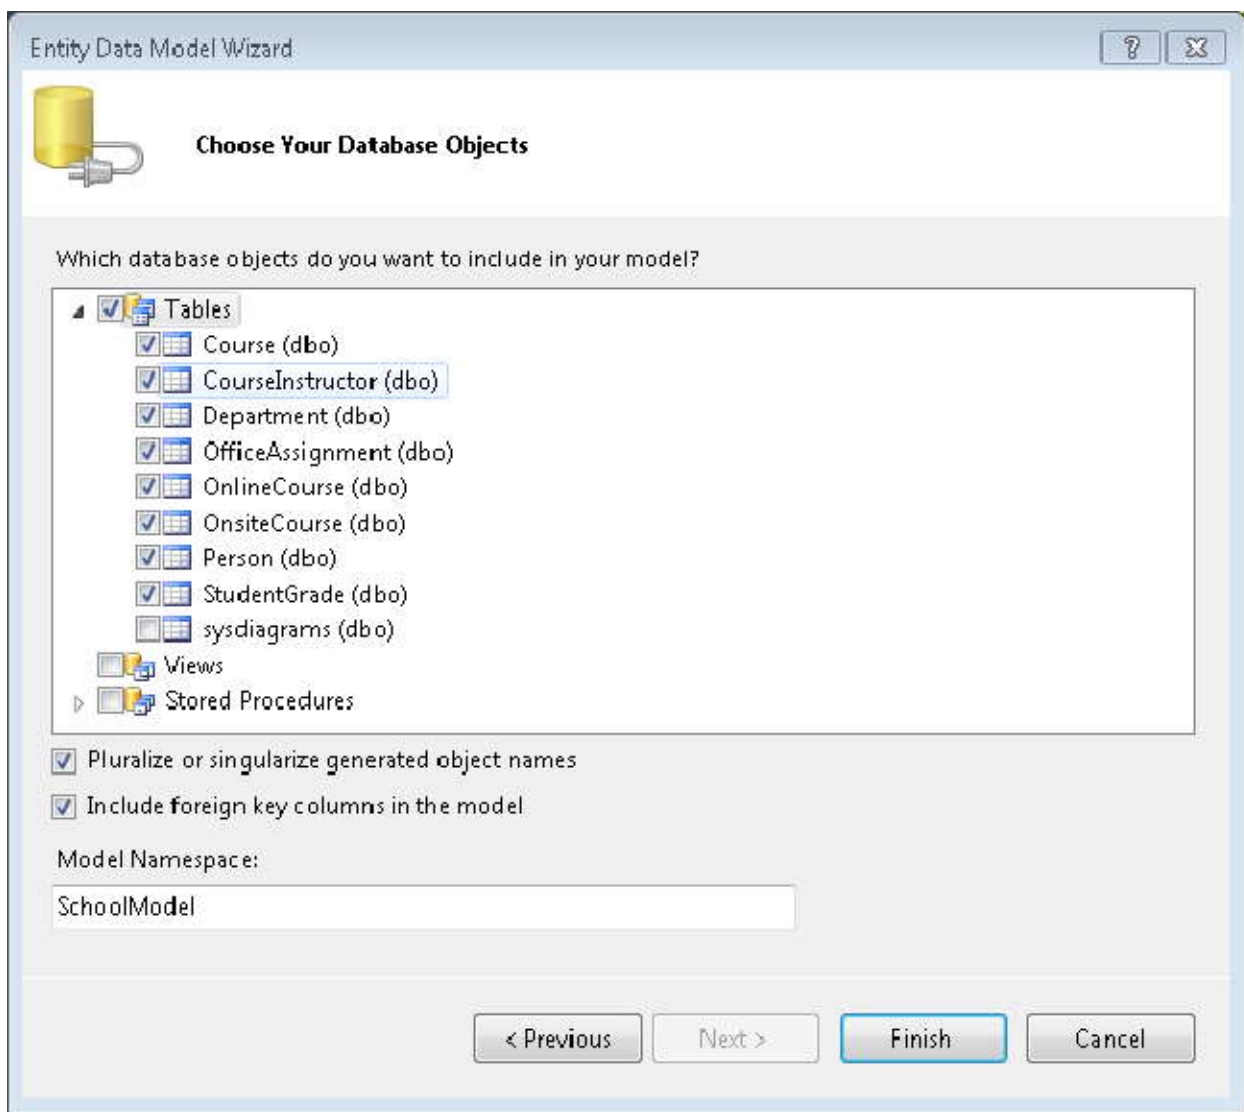 Entity Data Model Wizard
Choose Your Database Objects
Which database objects do you want to include in your model?
Tables
Course (dbo)
CourseInstructor (dbo)
Department (dbo)
OfficeAssignment (dbo)
OnlineCourse (dbo)
OnsiteCourse (dbo)
Person (dbo)
StudentGrade (dbo)
sysdiagrams (dbo)
Views
Stored Procedures
Pluralize or singularize generated object names
Include foreign key columns in the model
Model Namespace:
SchoolModel
< Previous Next > Finish Cancel